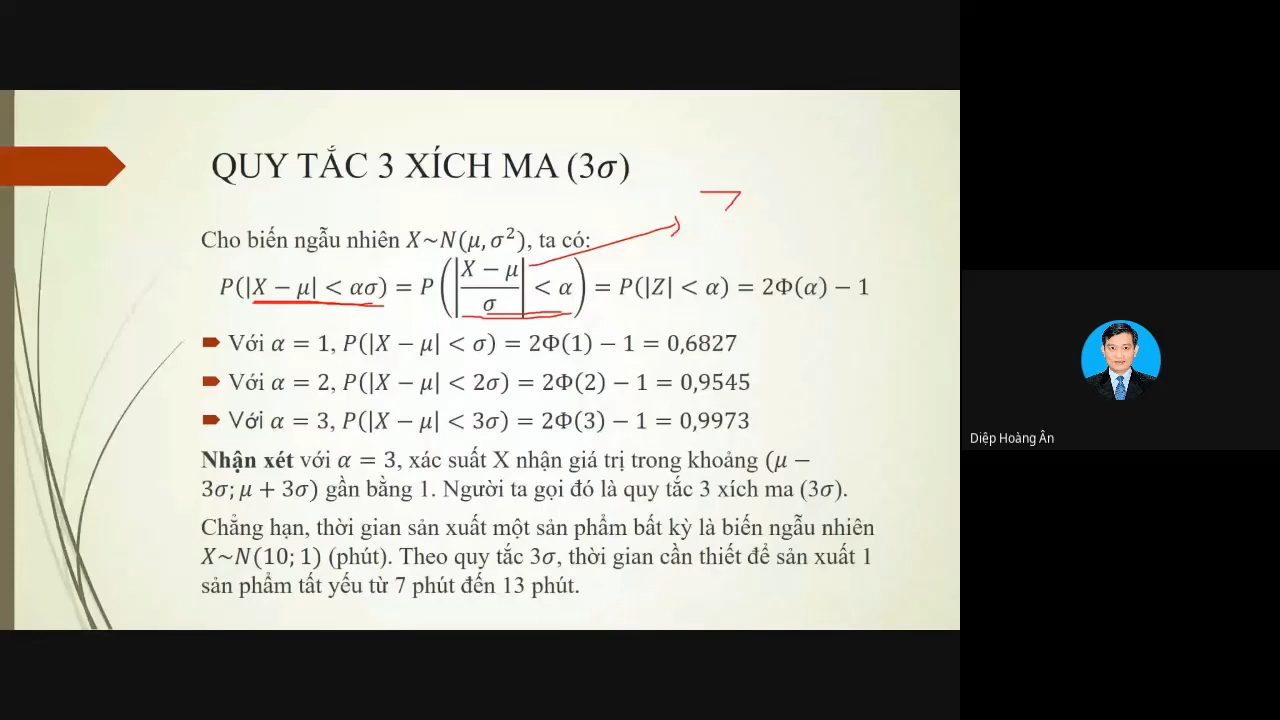 QUY TẮC 3 XÍCH MA (3𝜎)
Cho biến ngẫu nhiên 𝑋~𝑁(𝜇, 𝜎²), ta có:
𝑃(|𝑋 − 𝜇| < 𝛼𝜎) = 𝑃(|(𝑋 − 𝜇)/𝜎| < 𝛼) = 𝑃(|𝑍| < 𝛼) = 2Φ(𝛼) − 1
Với 𝛼 = 1, 𝑃(|𝑋 − 𝜇| < 𝜎) = 2Φ(1) − 1 = 0,6827
Với 𝛼 = 2, 𝑃(|𝑋 − 𝜇| < 2𝜎) = 2Φ(2) − 1 = 0,9545
Với 𝛼 = 3, 𝑃(|𝑋 − 𝜇| < 3𝜎) = 2Φ(3) − 1 = 0,9973
Nhận xét với 𝛼 = 3, xác suất X nhận giá trị trong khoảng (𝜇 −
3𝜎; 𝜇 + 3𝜎) gần bằng 1. Người ta gọi đó là quy tắc 3 xích ma (3𝜎).
Chẳng hạn, thời gian sản xuất một sản phẩm bất kỳ là biến ngẫu nhiên
𝑋~𝑁(10; 1) (phút). Theo quy tắc 3𝜎, thời gian cần thiết để sản xuất 1
sản phẩm tất yếu từ 7 phút đến 13 phút.
Diệp Hoàng Ân